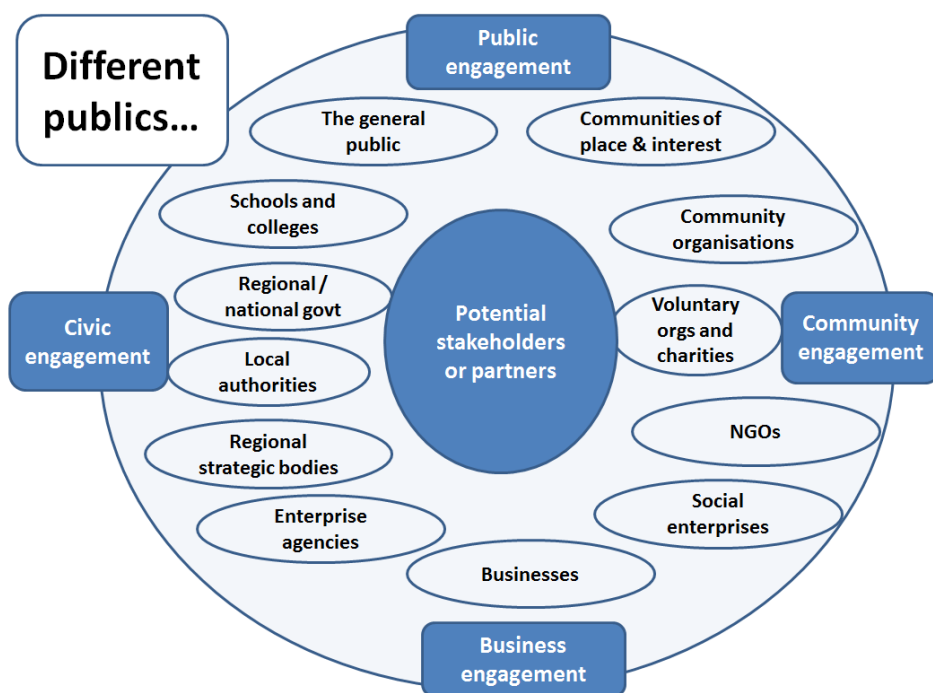 Different
publics...
Public
engagement
The general
public
Communities of
place & interest
Schools and
colleges
Community
organisations
Regional /
national govt
Voluntary
orgs and
charities
Civic
engagement
Potential
stakeholders
or partners
Community
engagement
Local
authorities
Regional
strategic bodies
NGOs
Enterprise
agencies
Social
enterprises
Businesses
Business
engagement